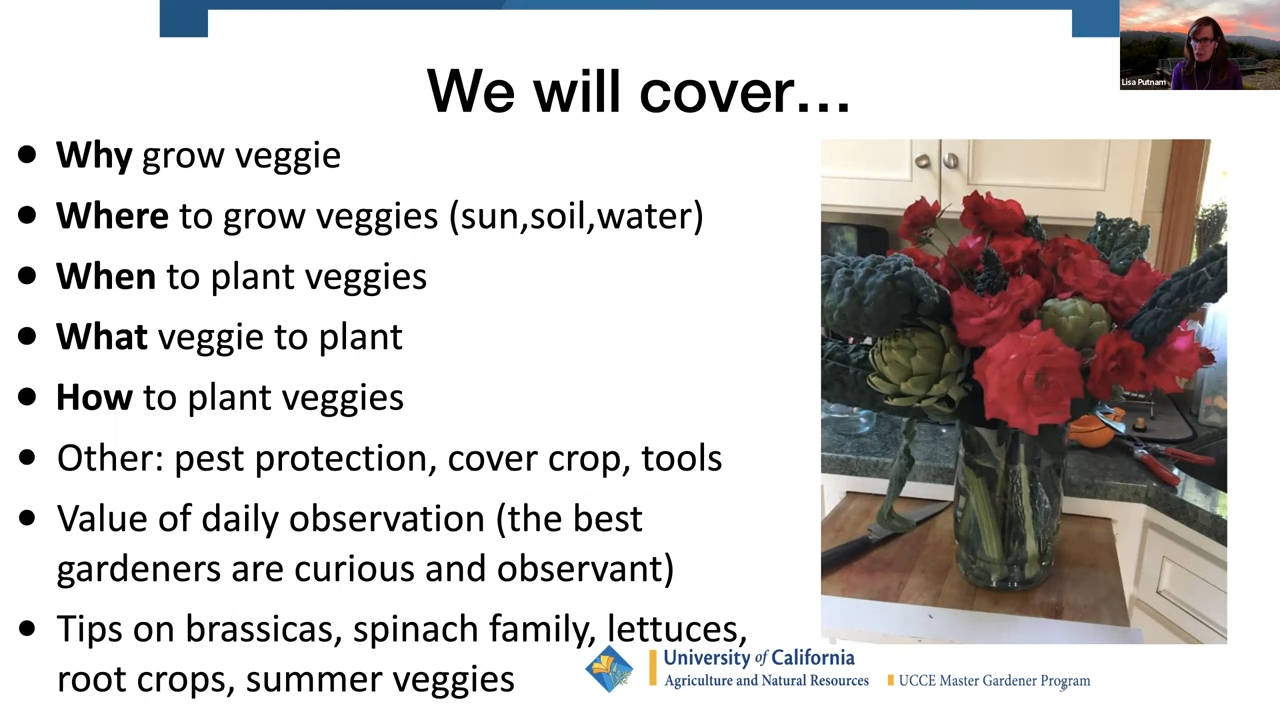 We will cover...
Lisa Putnam
● Why grow veggie
● Where to grow veggies (sun,soil,water)
● When to plant veggies
● What veggie to plant
● How to plant veggies
● Other: pest protection, cover crop, tools
● Value of daily observation (the best
gardeners are curious and observant)
● Tips on brassicas, spinach family, lettuces,
root crops, summer veggies
University of California
Agriculture and Natural Resources
UCCE Master Gardener Program